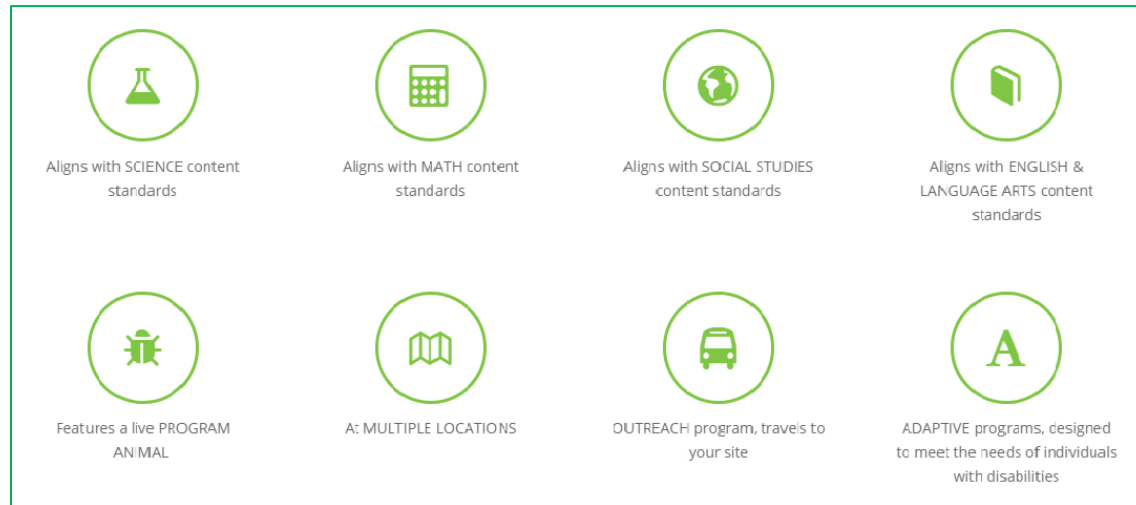 Aligns with SCIENCE content
standards
Aligns with MATH content
standards
Aligns with SOCIAL STUDIES
content standards
Aligns with ENGLISH &
LANGUAGE ARTS content
standards
Features a live PROGRAM
ANIMAL
At MULTIPLE LOCATIONS
OUTREACH program, travels to
your site
A
ADAPTIVE programs, designed
to meet the needs of individuals
with disabilities